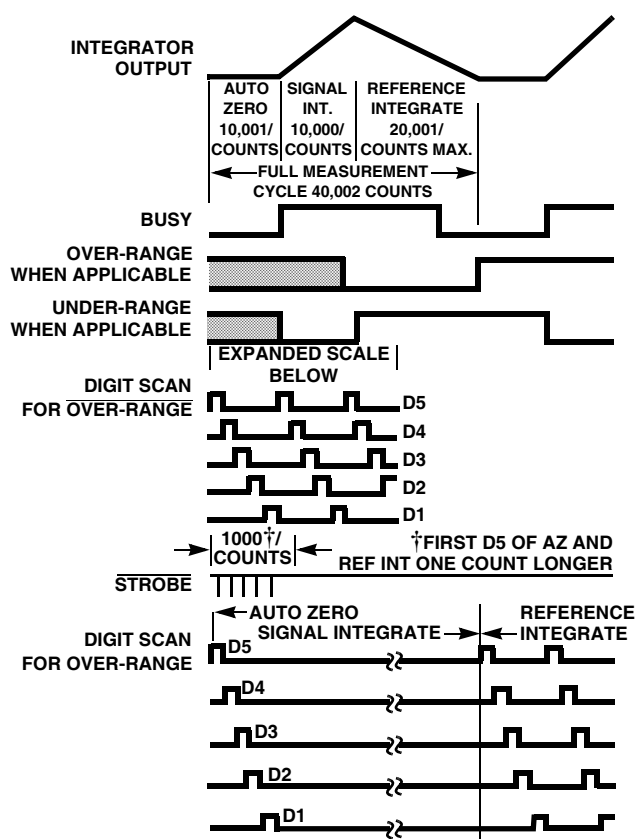 INTEGRATOR
OUTPUT
AUTO
ZERO
10,001/
COUNTS
SIGNAL
INT.
10,000/
COUNTS
REFERENCE
INTEGRATE
20,001/
COUNTS MAX.
FULL MEASUREMENT
CYCLE 40,002 COUNTS
BUSY
OVER-RANGE
WHEN APPLICABLE
UNDER-RANGE
WHEN APPLICABLE
EXPANDED SCALE
BELOW
DIGIT SCAN
FOR OVER-RANGE
D5
D4
D3
D2
D1
1000†/
COUNTS
†FIRST D5 OF AZ AND
REF INT ONE COUNT LONGER
STROBE
AUTO ZERO
SIGNAL INTEGRATE
REFERENCE
INTEGRATE
DIGIT SCAN
FOR OVER-RANGE
D5
D4
D3
D2
D1